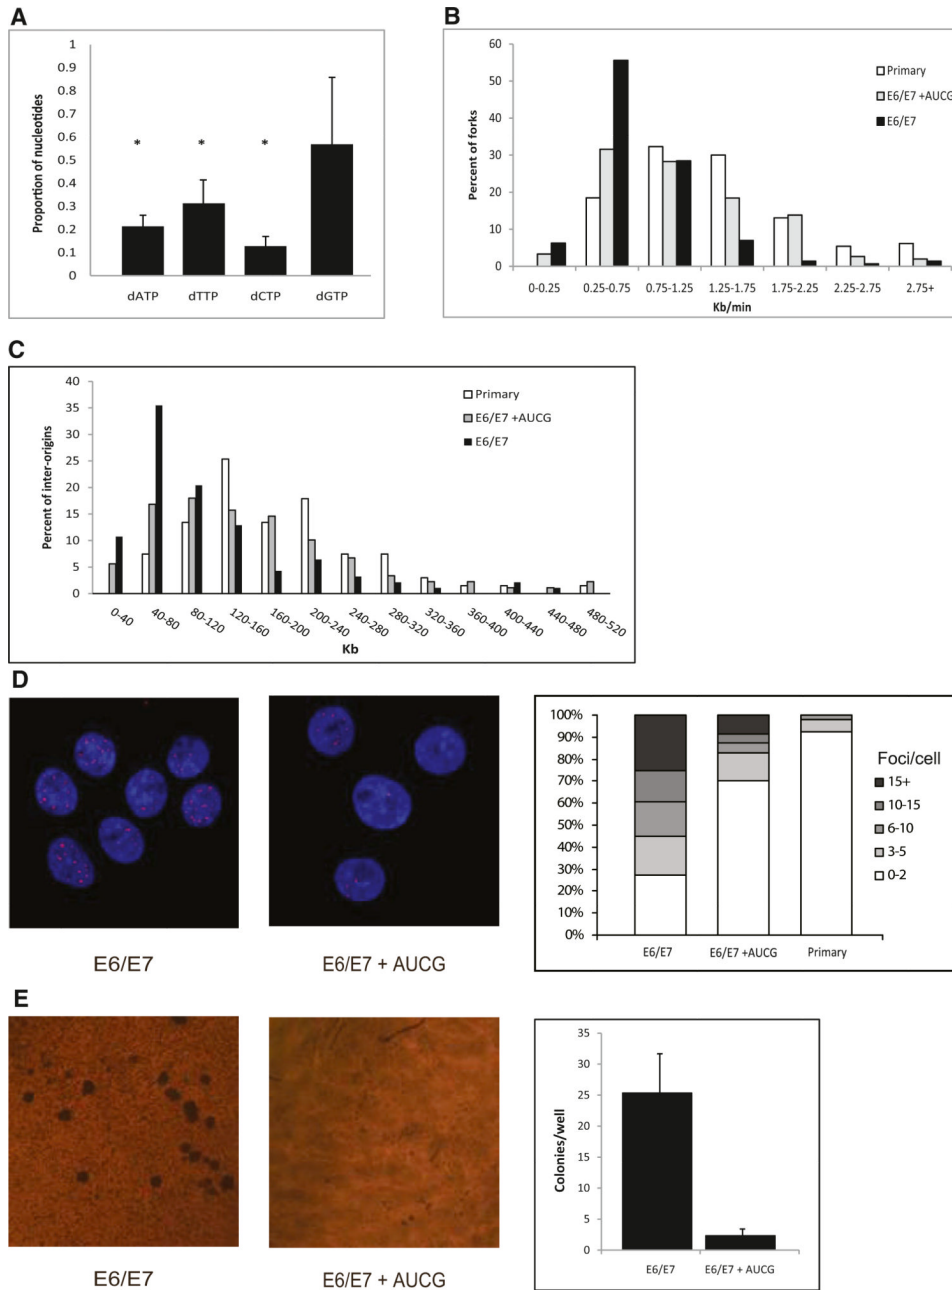 A
Proportion of nucleotides
1
0.9
0.8
0.7
0.6
0.5
0.4
0.3
0.2
0.1
0
* * *
dATP dTTP dCTP dGTP
B
Percent of forks
60
50
40
30
20
10
0
Primary
E6/E7 +AUCG
E6/E7
0-0.25 0.25-0.75 0.75-1.25 1.25-1.75 1.75-2.25 2.25-2.75 2.75+
Kb/min
C
Percent of inter-origins
40
35
30
25
20
15
10
5
0
Primary
E6/E7 +AUCG
E6/E7
0-40 40-80 80-120 120-160 160-200 200-240 240-280 280-320 320-360 360-400 400-440 440-480 480-520
Kb
D
E6/E7
E6/E7 + AUCG
100%
90%
80%
70%
60%
50%
40%
30%
20%
10%
0%
Foci/cell
15+
10-15
6-10
3-5
0-2
E6/E7 E6/E7 +AUCG Primary
E
E6/E7
E6/E7 + AUCG
Colonies/well
35
30
25
20
15
10
5
0
E6/E7 E6/E7 + AUCG